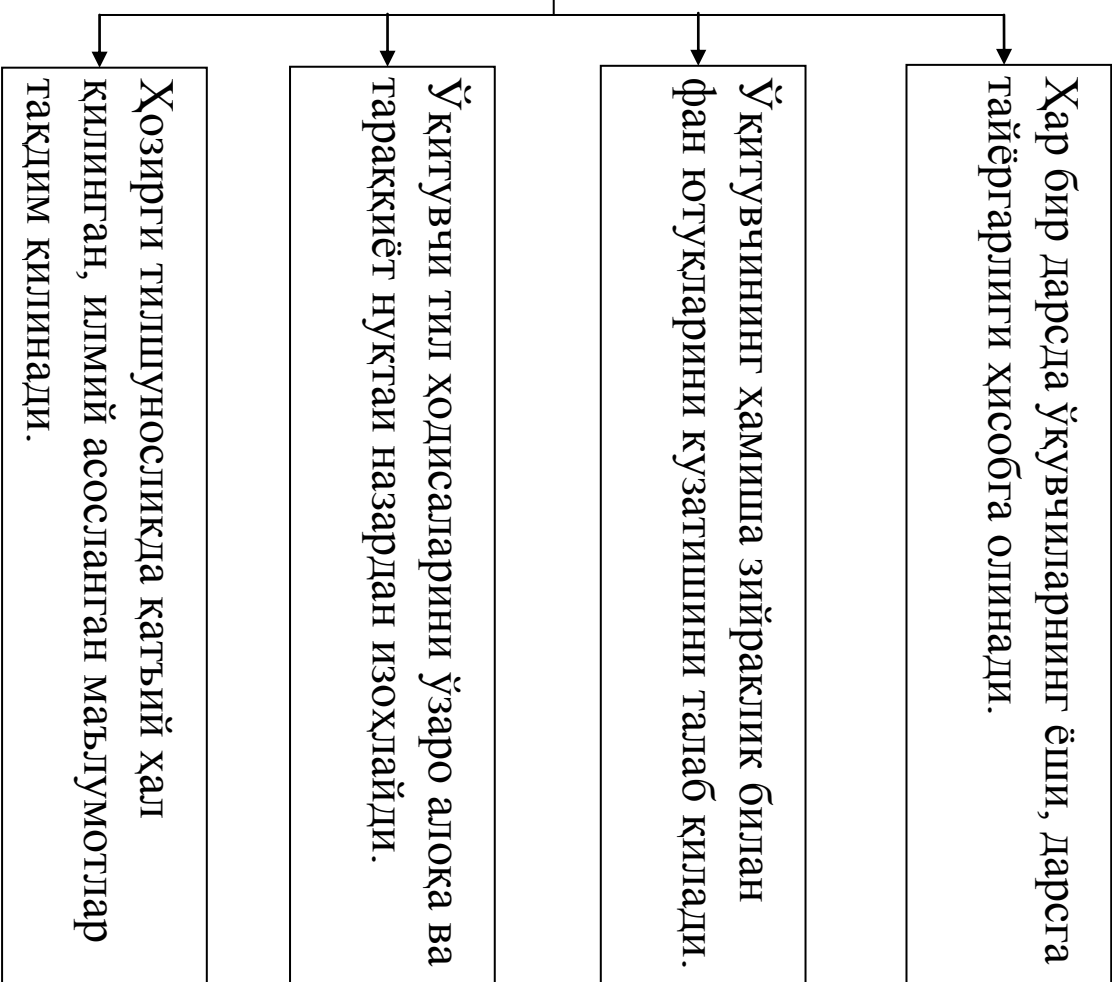 Ҳар бир дарсда ўқувчиларнинг ёши, дарсга
тайёргарлиги ҳисобга олинади.
Ўқитувчининг ҳамиша зийраклик билан
фан ютуқларини кузатишини талаб қилади.
Ўқитувчи тил ҳодисаларини ўзаро алоқа ва
тараққиёт нуқтаи назардан изоҳлайди.
Ҳозирги тилшуносликда қатъий ҳал
қилинган, илмий асосланган маълумотлар
тақдим қилинади.